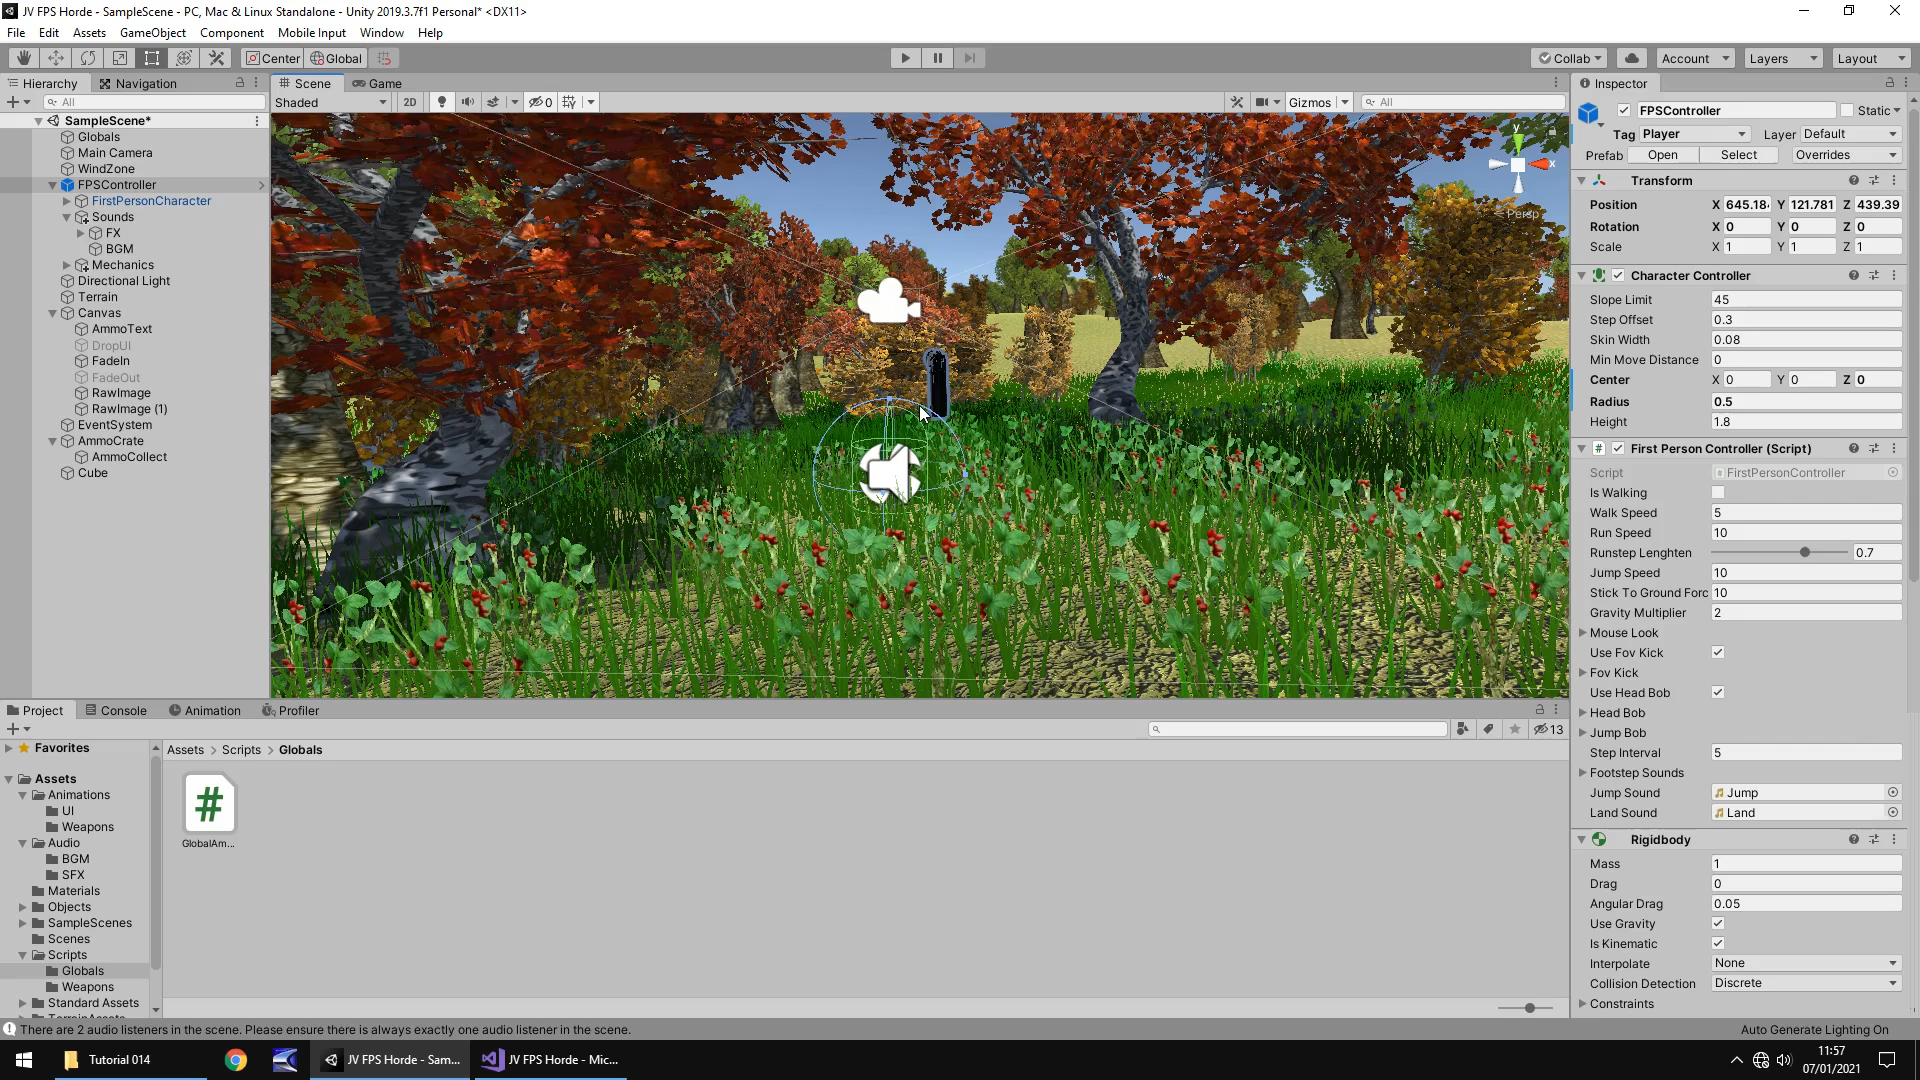 JV FPS Horde - SampleScene - PC, Mac & Linux Standalone - Unity 2019.3.7f1 Personal* <DX11>
File Edit Assets GameObject Component Mobile Input Window Help
Center Global Collab Account Layers Layout
Hierarchy Navigation Scene Game Inspector
All Shaded 2D 0 Gizmos All
SampleScene*
Globals
Main Camera
WindZone
FPSController
FirstPersonCharacter
Sounds
FX
BGM
Mechanics
Directional Light
Terrain
Canvas
AmmoText
DropUI
FadeIn
FadeOut
RawImage
RawImage (1)
EventSystem
AmmoCrate
AmmoCollect
Cube
y
x
Persp
FPSController Static
Tag Player Layer Default
Prefab Open Select Overrides
Transform
Position X 645.184 Y 121.781 Z 439.39
Rotation X 0 Y 0 Z 0
Scale X 1 Y 1 Z 1
Character Controller
Slope Limit 45
Step Offset 0.3
Skin Width 0.08
Min Move Distance 0
Center X 0 Y 0 Z 0
Radius 0.5
Height 1.8
# First Person Controller (Script)
Script FirstPersonController
Is Walking
Walk Speed 5
Run Speed 10
Runstep Lenghten 0.7
Jump Speed 10
Stick To Ground Forc 10
Gravity Multiplier 2
Mouse Look
Use Fov Kick
Fov Kick
Use Head Bob
Head Bob
Jump Bob
Step Interval 5
Footstep Sounds
Jump Sound Jump
Land Sound Land
Rigidbody
Mass 1
Drag 0
Angular Drag 0.05
Use Gravity
Is Kinematic
Interpolate None
Collision Detection Discrete
Constraints
Project Console Animation Profiler
13
Favorites
Assets
Animations
UI
Weapons
Audio
BGM
SFX
Materials
Objects
SampleScenes
Scenes
Scripts
Globals
Weapons
Standard Assets
TerrainAssets
Assets > Scripts > Globals
#
GlobalAm...
There are 2 audio listeners in the scene. Please ensure there is always exactly one audio listener in the scene.
Auto Generate Lighting On
Tutorial 014
JV FPS Horde - Sam...
JV FPS Horde - Mic...
11:57
07/01/2021